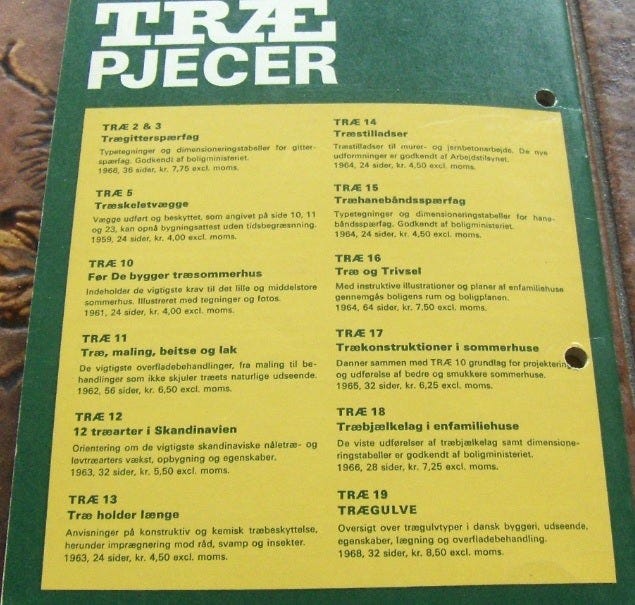 TRÆ
PJECER
TRÆ 2 & 3
Trægitterspærfag
Typetegninger og dimensioneringstabeller for gitter-
spærfag. Godkendt af boligministeriet.
1968, 36 sider, kr. 7,75 excl. moms.
TRÆ 5
Træskeletvægge
Vægge udført og beskyttet, som angivet på side 10, 11
og 23, kan opnå bygningsattest uden tidsbegrænsning.
1959, 24 sider, kr. 4,00 excl. moms.
TRÆ 10
Før De bygger træsommerhus
Indeholder de vigtigste krav til det lille og middelstore
sommerhus. Illustreret med tegninger og fotos.
1961, 24 sider, kr. 4,00 excl. moms.
TRÆ 11
Træ, maling, beitse og lak
De vigtigste overfladebehandlinger, fra maling til be-
handlinger som ikke skjuler træets naturlige udseende.
1962, 56 sider, kr. 6,50 excl. moms.
TRÆ 12
12 træarter i Skandinavien
Orientering om de vigtigste skandinaviske nåletræ- og
løvtræarters vækst, opbygning og egenskaber.
1963, 32 sider, kr. 5,50 excl. moms.
TRÆ 13
Træ holder længe
Anvisninger på konstruktiv og kemisk træbeskyttelse,
herunder imprægnering mod råd, svamp og insekter.
1963, 24 sider, kr. 4,50 excl. moms.
TRÆ 14
Træstilladser
Træstilladser til murer- og jernbetonarbejde. De nye
udformninger er godkendt af Arbejdstilsynet.
1964, 24 sider, kr. 4,50 excl. moms.
TRÆ 15
Træhanebåndsspærfag
Typetegninger og dimensioneringstabeller for hane-
båndsspærfag. Godkendt af boligministeriet.
1964, 24 sider, kr. 4,50 excl. moms.
TRÆ 16
Træ og Trivsel
Med instruktive illustrationer og planer af enfamiliehuse
gennemgås boligens rum og boligplanen.
1964, 64 sider, kr. 7,50 excl. moms.
TRÆ 17
Trækonstruktioner i sommerhuse
Danner sammen med TRÆ 10 grundlag for projektering
og udførelse af bedre og smukkere sommerhuse.
1965, 32 sider, kr. 6,25 excl. moms.
TRÆ 18
Træbjælkelag i enfamiliehuse
De viste udførelser af træbjælkelag samt dimensione-
ringstabeller er godkendt af boligministeriet.
1966, 28 sider, kr. 7,25 excl. moms.
TRÆ 19
TRÆGULVE
Oversigt over trægulvtyper i dansk byggeri, udseende,
egenskaber, lægning og overfladebehandling.
1968, 32 sider, kr. 8,50 excl. moms.